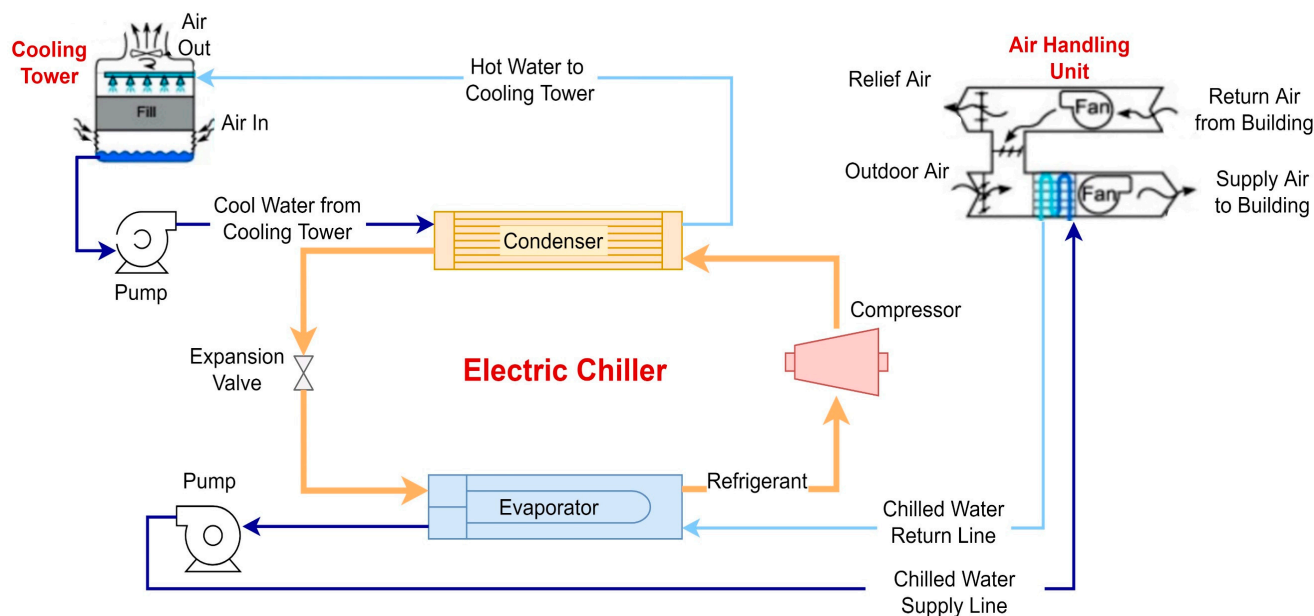 Air
Out
Cooling
Tower
Fill
Air In
Hot Water to
Cooling Tower
Air Handling
Unit
Relief Air
Fan
Return Air
from Building
Outdoor Air
Fan
Supply Air
to Building
Cool Water from
Cooling Tower
Pump
Condenser
Compressor
Expansion
Valve
Electric Chiller
Pump
Evaporator
Refrigerant
Chilled Water
Return Line
Chilled Water
Supply Line